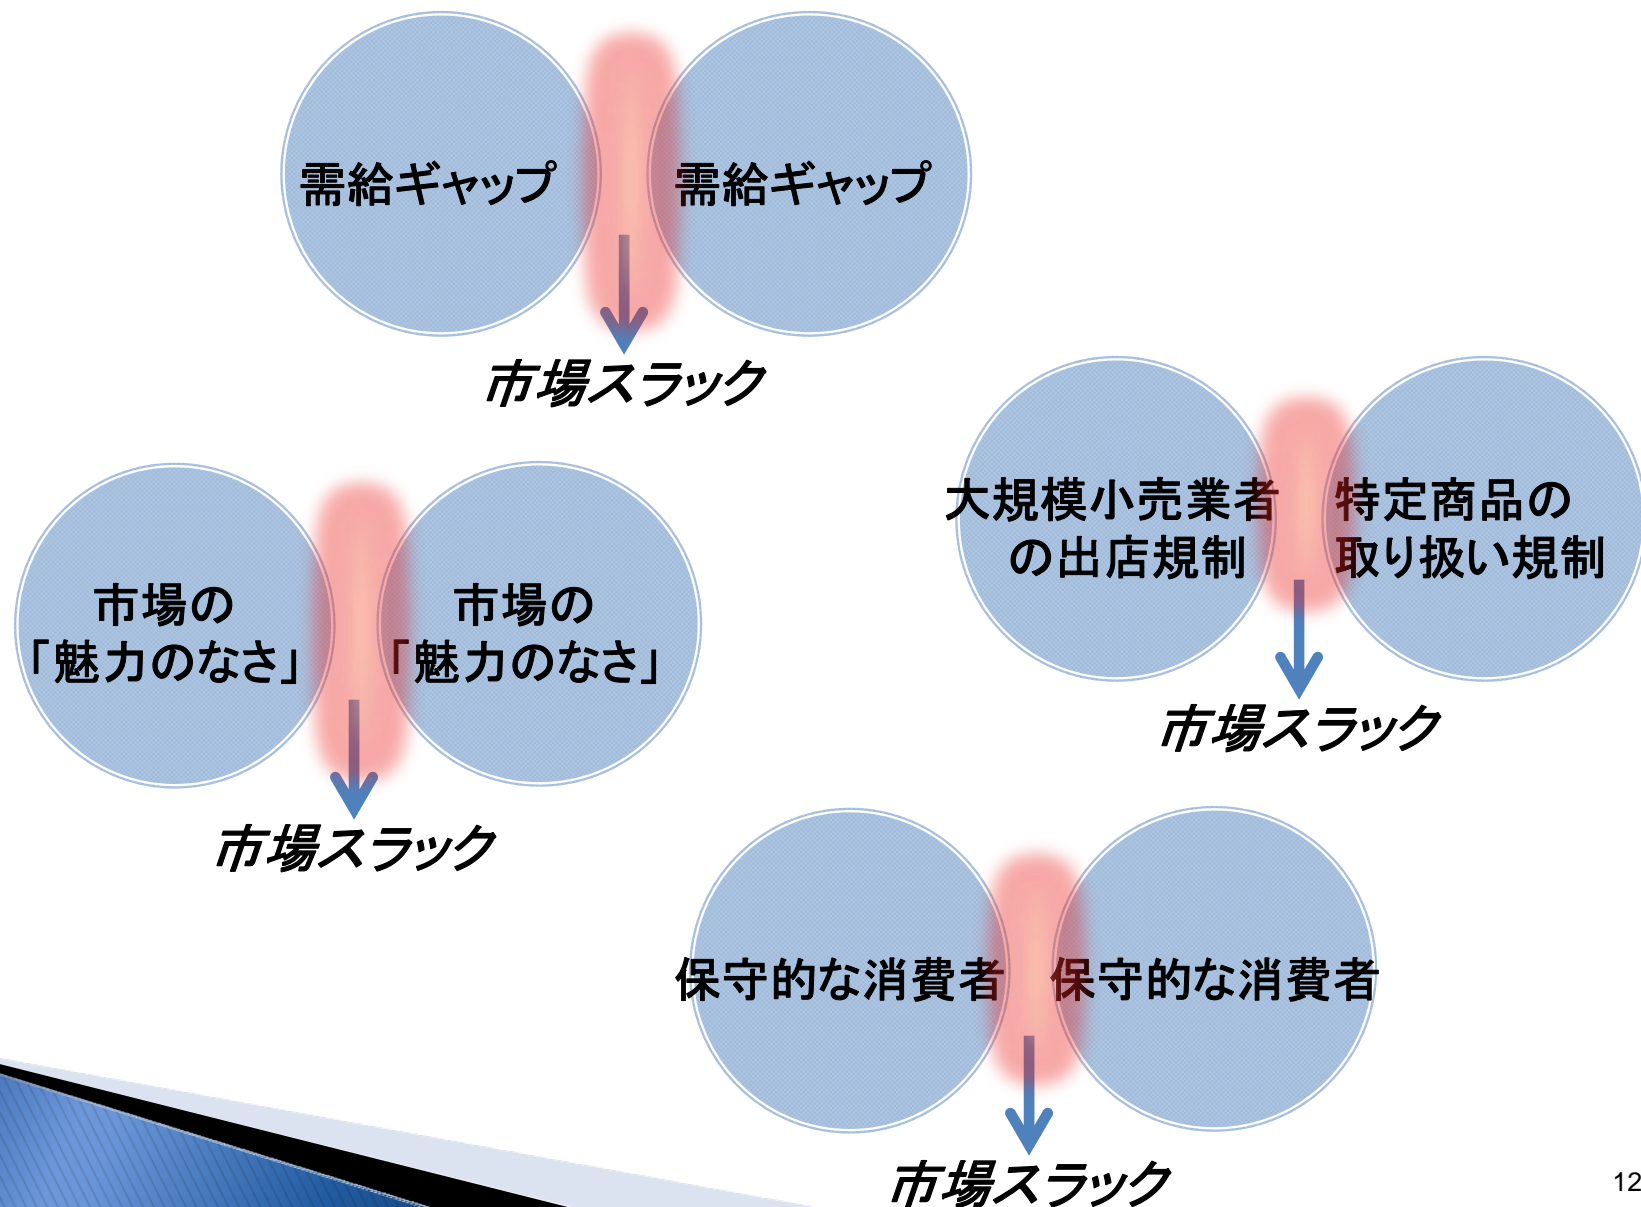 需給ギャップ
需給ギャップ
市場スラック
大規模小売業者
の出店規制
特定商品の
取り扱い規制
市場スラック
市場の
「魅力のなさ」
市場の
「魅力のなさ」
市場スラック
保守的な消費者
保守的な消費者
市場スラック
12